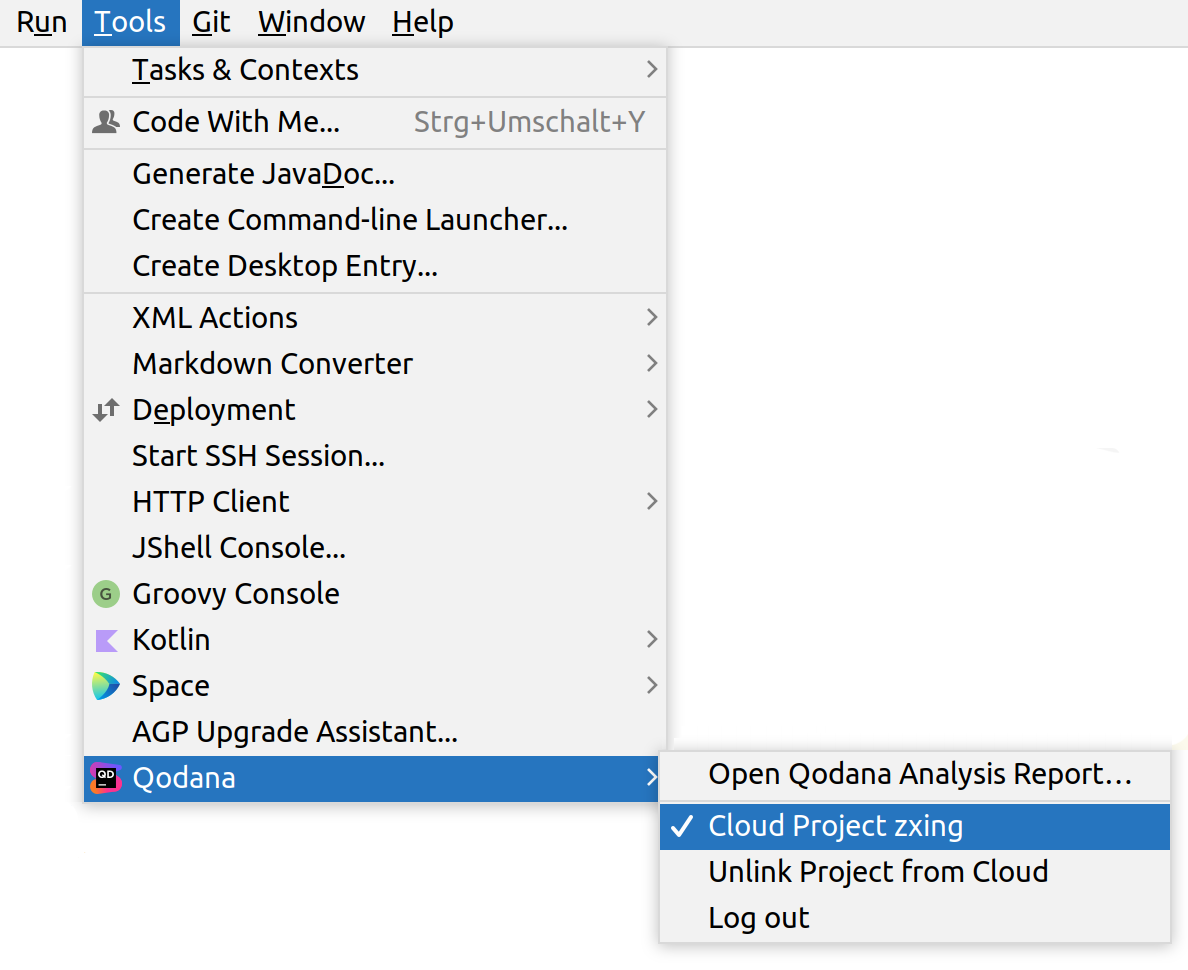 Run Tools Git Window Help
Tasks & Contexts
Code With Me... Strg+Umschalt+Y
Generate JavaDoc...
Create Command-line Launcher...
Create Desktop Entry...
XML Actions
Markdown Converter
Deployment
Start SSH Session...
HTTP Client
JShell Console...
G Groovy Console
Kotlin
Space
AGP Upgrade Assistant...
QD Qodana
Open Qodana Analysis Report...
Cloud Project zxing
Unlink Project from Cloud
Log out